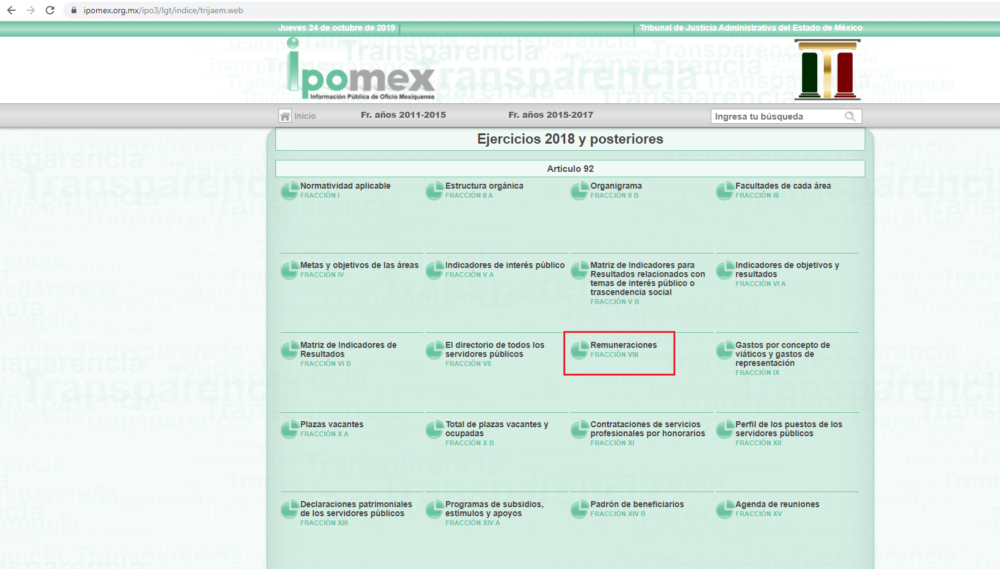 ipomex.org.mx/ipo3/lgt/indice/trijaem.web
Jueves 24 de octubre de 2019
Tribunal de Justicia Administrativa del Estado de México
ipomex
Información Pública de Oficio Mexiquense
Inicio
Fr. años 2011-2015
Fr. años 2015-2017
Ingresa tu búsqueda
Ejercicios 2018 y posteriores
Artículo 92
Normatividad aplicable
FRACCIÓN I
Estructura orgánica
FRACCIÓN II A
Organigrama
FRACCIÓN II B
Facultades de cada área
FRACCIÓN III
Metas y objetivos de las áreas
FRACCIÓN IV
Indicadores de interés público
FRACCIÓN V A
Matriz de Indicadores para
Resultados relacionados con
temas de interés público o
trascendencia social
FRACCIÓN V B
Indicadores de objetivos y
resultados
FRACCIÓN VI A
Matriz de Indicadores de
Resultados
FRACCIÓN VI B
El directorio de todos los
servidores públicos
FRACCIÓN VII
Remuneraciones
FRACCIÓN VIII
Gastos por concepto de
viáticos y gastos de
representación
FRACCIÓN IX
Plazas vacantes
FRACCIÓN X A
Total de plazas vacantes y
ocupadas
FRACCIÓN X B
Contrataciones de servicios
profesionales por honorarios
FRACCIÓN XI
Perfil de los puestos de los
servidores públicos
FRACCIÓN XII
Declaraciones patrimoniales
de los servidores públicos
FRACCIÓN XIII
Programas de subsidios,
estímulos y apoyos
FRACCIÓN XIV A
Padrón de beneficiarios
FRACCIÓN XIV B
Agenda de reuniones
FRACCIÓN XV